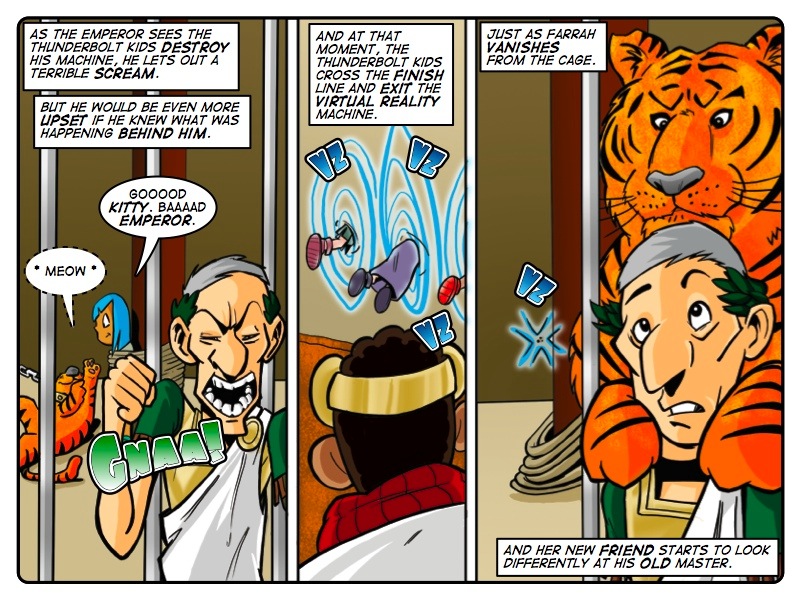 AS THE EMPEROR SEES THE
THUNDERBOLT KIDS DESTROY
HIS MACHINE, HE LETS OUT A
TERRIBLE SCREAM.
BUT HE WOULD BE EVEN MORE
UPSET IF HE KNEW WHAT WAS
HAPPENING BEHIND HIM.
GOOOOD
KITTY. BAAAAD
EMPEROR.
* MEOW *
GNAA!
AND AT THAT
MOMENT, THE
THUNDERBOLT KIDS
CROSS THE FINISH
LINE AND EXIT THE
VIRTUAL REALITY
MACHINE.
VZ
VZ
VZ
JUST AS FARRAH
VANISHES
FROM THE CAGE.
VZ
AND HER NEW FRIEND STARTS TO LOOK
DIFFERENTLY AT HIS OLD MASTER.